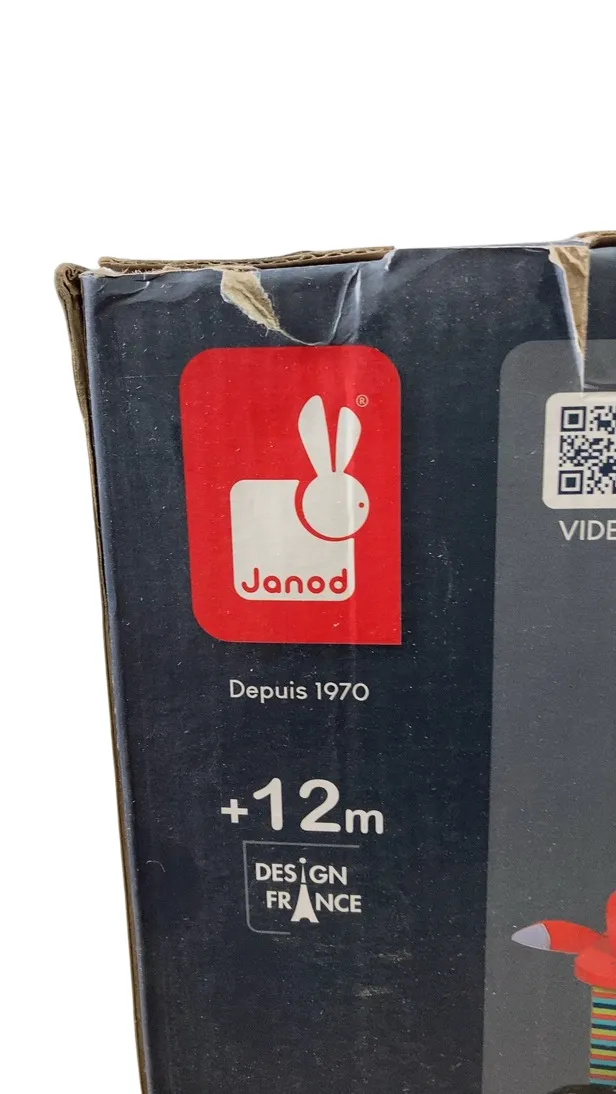 ®
Janod
Depuis 1970
+12m
DESIGN
FRANCE
VIDE